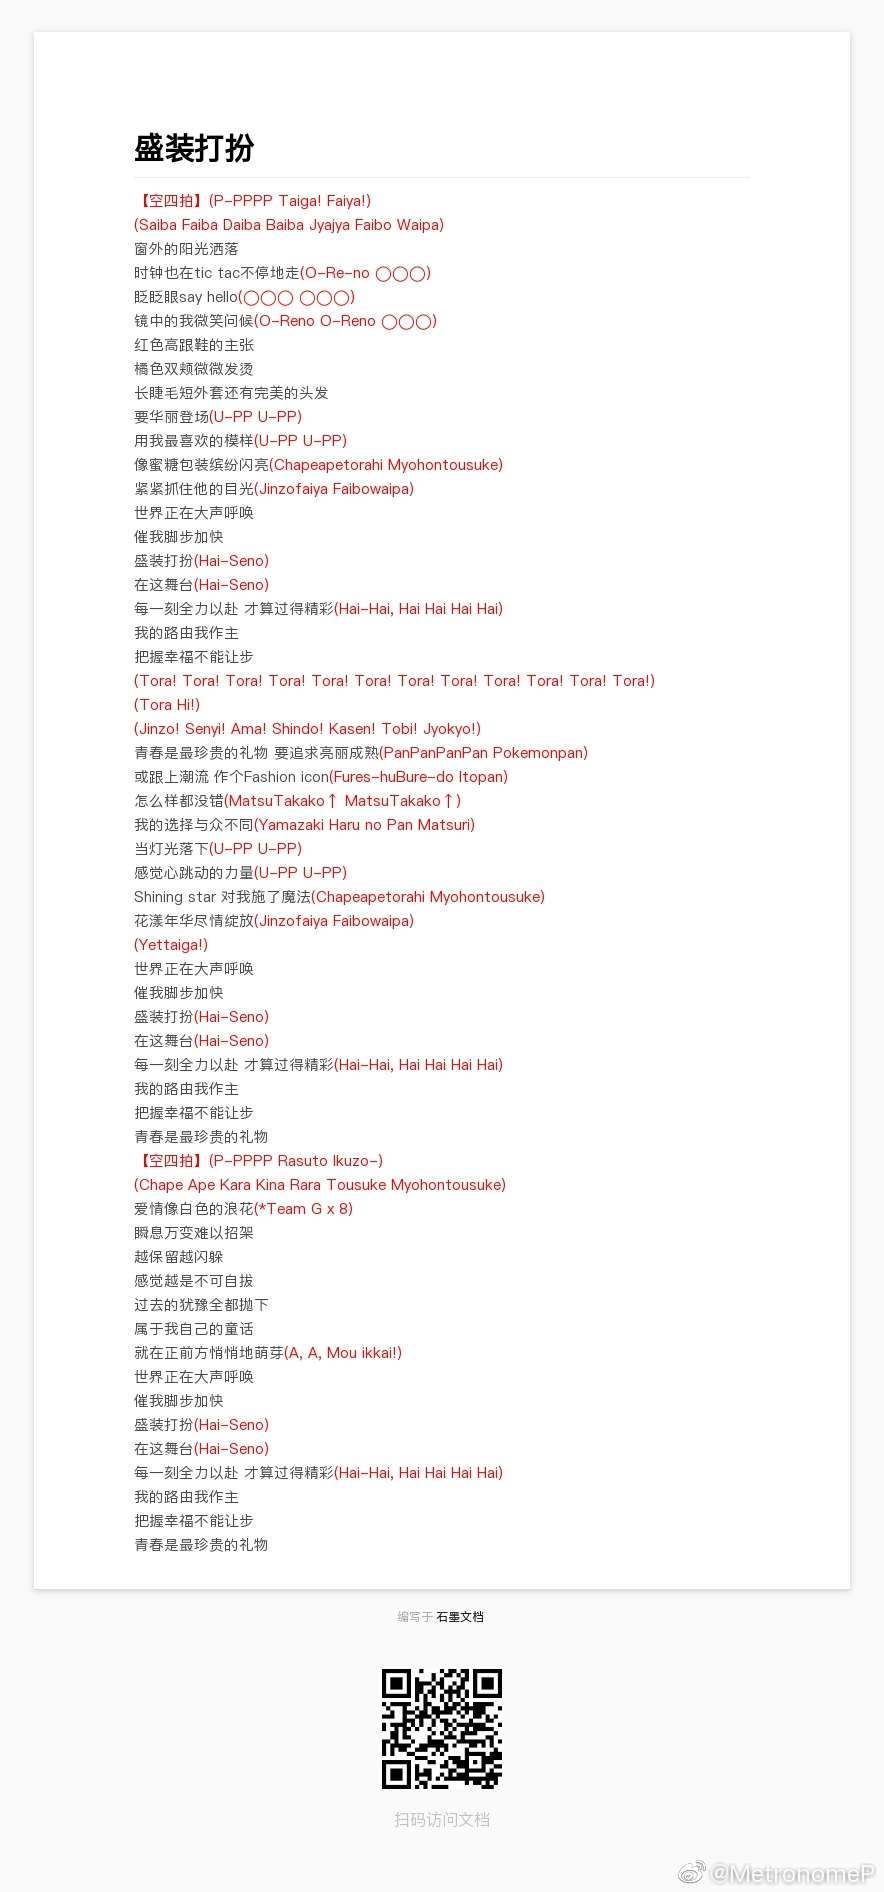 盛装打扮
【空四拍】(P-PPPP Taiga! Faiya!)
(Saiba Faiba Daiba Baiba Jyajya Faibo Waipa)
窗外的阳光洒落
时钟也在tic tac不停地走(O-Re-no ◯◯◯)
眨眨眼say hello(◯◯◯ ◯◯◯)
镜中的我微笑问候(O-Reno O-Reno ◯◯◯)
红色高跟鞋的主张
橘色双颊微微发烫
长睫毛短外套还有完美的头发
要华丽登场(U-PP U-PP)
用我最喜欢的模样(U-PP U-PP)
像蜜糖包装缤纷闪亮(Chapeapetorahi Myohontousuke)
紧紧抓住他的目光(Jinzofaiya Faibowaipa)
世界正在大声呼唤
催我脚步加快
盛装打扮(Hai-Seno)
在这舞台(Hai-Seno)
每一刻全力以赴 才算过得精彩(Hai-Hai, Hai Hai Hai Hai)
我的路由我作主
把握幸福不能让步
(Tora! Tora! Tora! Tora! Tora! Tora! Tora! Tora! Tora! Tora! Tora! Tora!)
(Tora Hi!)
(Jinzo! Senyi! Ama! Shindo! Kasen! Tobi! Jyokyo!)
青春是最珍贵的礼物 要追求亮丽成熟(PanPanPanPan Pokemonpan)
或跟上潮流 作个Fashion icon(Fures-huBure-do Itopan)
怎么样都没错(MatsuTakako↑ MatsuTakako↑)
我的选择与众不同(Yamazaki Haru no Pan Matsuri)
当灯光落下(U-PP U-PP)
感觉心跳动的力量(U-PP U-PP)
Shining star 对我施了魔法(Chapeapetorahi Myohontousuke)
花漾年华尽情绽放(Jinzofaiya Faibowaipa)
(Yettaiga!)
世界正在大声呼唤
催我脚步加快
盛装打扮(Hai-Seno)
在这舞台(Hai-Seno)
每一刻全力以赴 才算过得精彩(Hai-Hai, Hai Hai Hai Hai)
我的路由我作主
把握幸福不能让步
青春是最珍贵的礼物
【空四拍】(P-PPPP Rasuto Ikuzo-)
(Chape Ape Kara Kina Rara Tousuke Myohontousuke)
爱情像白色的浪花(*Team G x 8)
瞬息万变难以招架
越保留越闪躲
感觉越是不可自拔
过去的犹豫全都抛下
属于我自己的童话
就在正前方悄悄地萌芽(A, A, Mou ikkai!)
世界正在大声呼唤
催我脚步加快
盛装打扮(Hai-Seno)
在这舞台(Hai-Seno)
每一刻全力以赴 才算过得精彩(Hai-Hai, Hai Hai Hai Hai)
我的路由我作主
把握幸福不能让步
青春是最珍贵的礼物
编写于 石墨文档
扫码访问文档
@MetronomeP